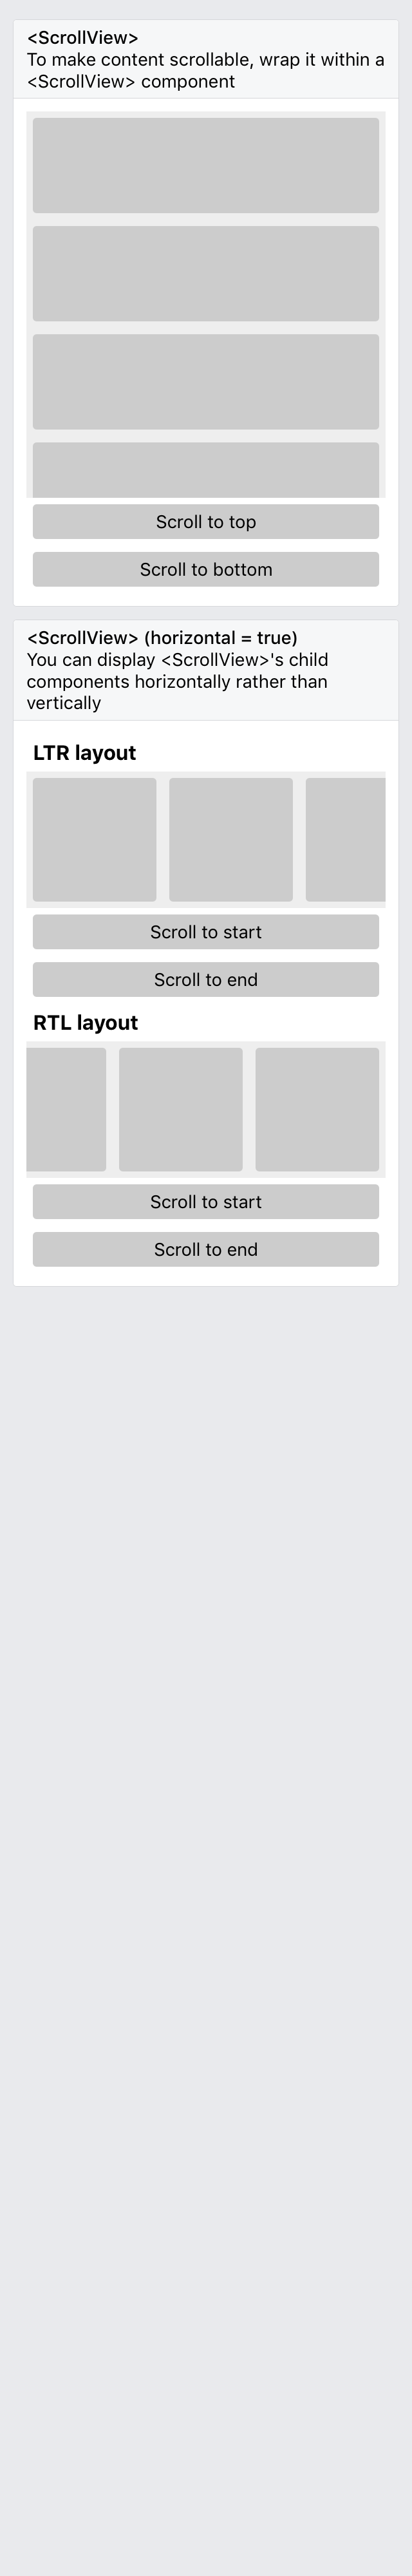 <ScrollView>
To make content scrollable, wrap it within a
<ScrollView> component
Scroll to top
Scroll to bottom
<ScrollView> (horizontal = true)
You can display <ScrollView>'s child
components horizontally rather than
vertically
LTR layout
Scroll to start
Scroll to end
RTL layout
Scroll to start
Scroll to end